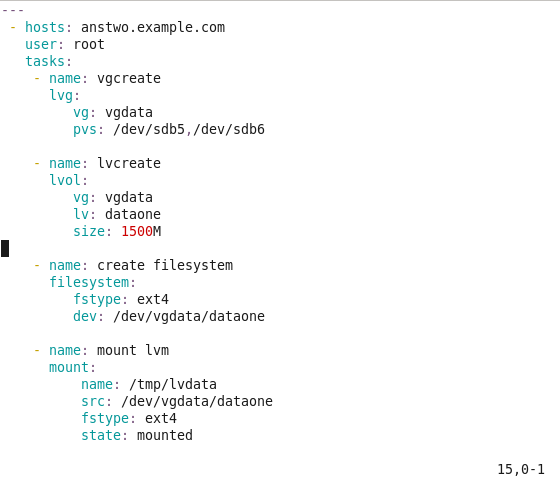 ---
- hosts: anstwo.example.com
user: root
tasks:
- name: vgcreate
lvg:
vg: vgdata
pvs: /dev/sdb5,/dev/sdb6
- name: lvcreate
lvol:
vg: vgdata
lv: dataone
size: 1500M
- name: create filesystem
filesystem:
fstype: ext4
dev: /dev/vgdata/dataone
- name: mount lvm
mount:
name: /tmp/lvdata
src: /dev/vgdata/dataone
fstype: ext4
state: mounted
15,0-1